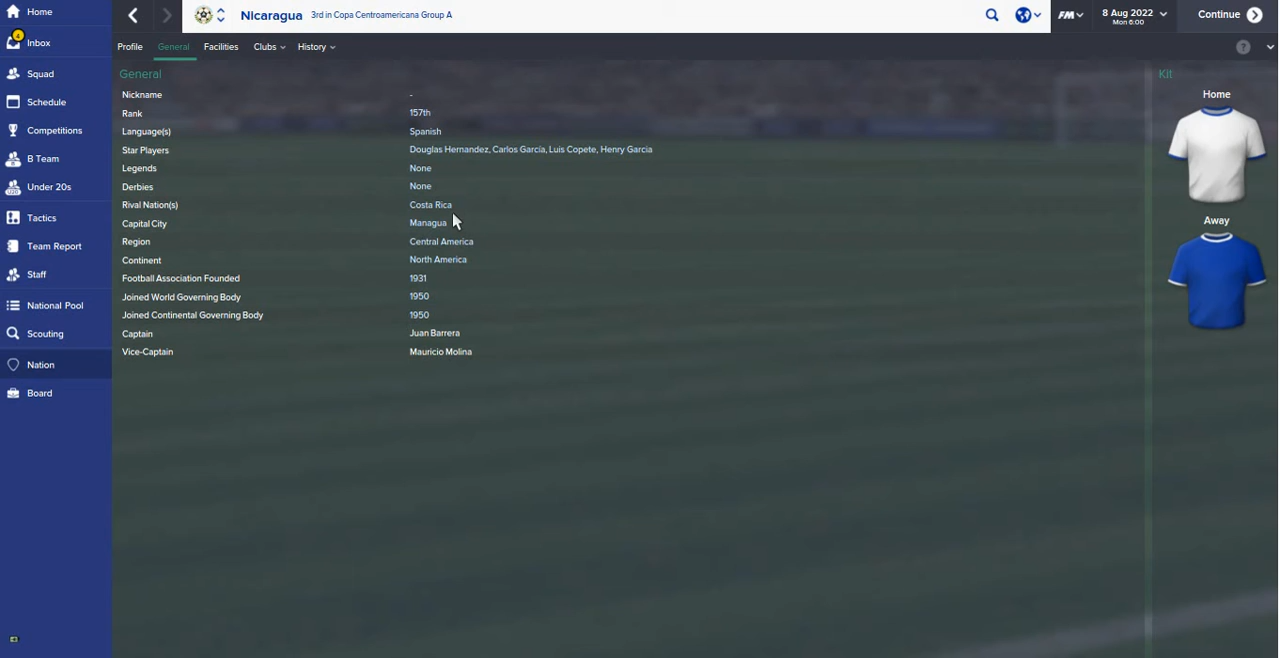 Home
4
Inbox
Squad
Schedule
Competitions
B Team
Under 20s
Tactics
Team Report
Staff
National Pool
Scouting
Nation
Board
Nicaragua 3rd in Copa Centroamericana Group A
FM
8 Aug 2022
Mon 6:00
Continue
Profile General Facilities Clubs History
?
General
Nickname -
Rank 157th
Language(s) Spanish
Star Players Douglas Hernandez, Carlos García, Luis Copete, Henry García
Legends None
Derbies None
Rival Nation(s) Costa Rica
Capital City Managua
Region Central America
Continent North America
Football Association Founded 1931
Joined World Governing Body 1950
Joined Continental Governing Body 1950
Captain Juan Barrera
Vice-Captain Mauricio Molina
Kit
Home
Away